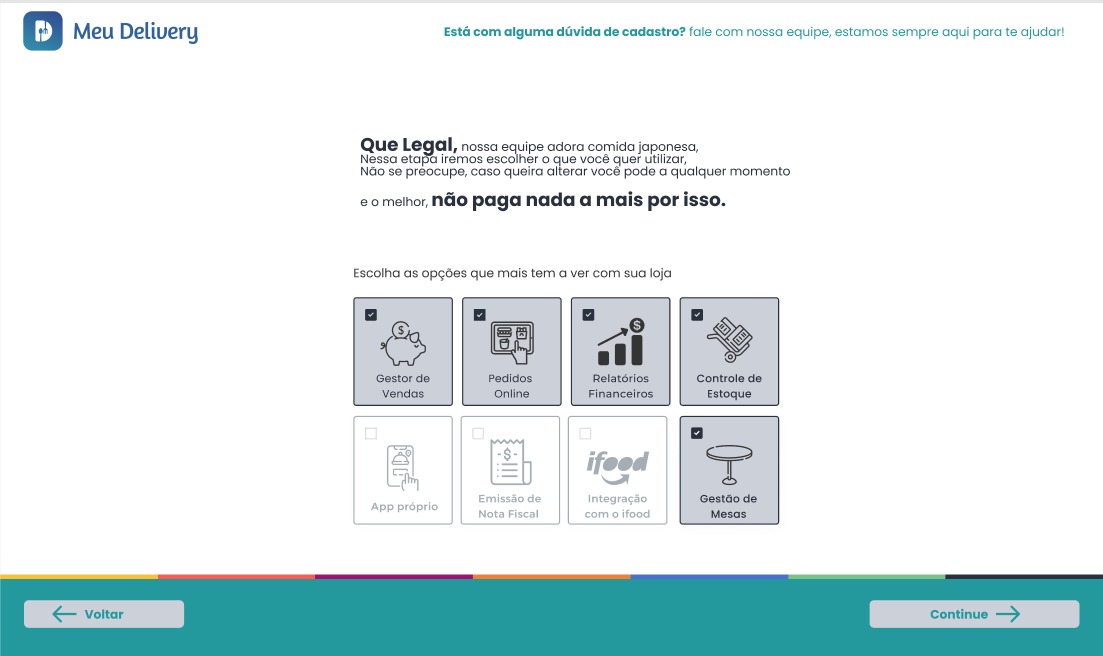 Meu Delivery
Está com alguma dúvida de cadastro? fale com nossa equipe, estamos sempre aqui para te ajudar!
Que Legal, nossa equipe adora comida japonesa,
Nessa etapa iremos escolher o que você quer utilizar,
Não se preocupe, caso queira alterar você pode a qualquer momento
e o melhor, não paga nada a mais por isso.
Escolha as opções que mais tem a ver com sua loja
$
$
Gestor de
Vendas
Pedidos
Online
Relatórios
Financeiros
Controle de
Estoque
-$-
ifood
App próprio
Emissão de
Nota Fiscal
Integração
com o ifood
Gestão de
Mesas
Voltar
Continue